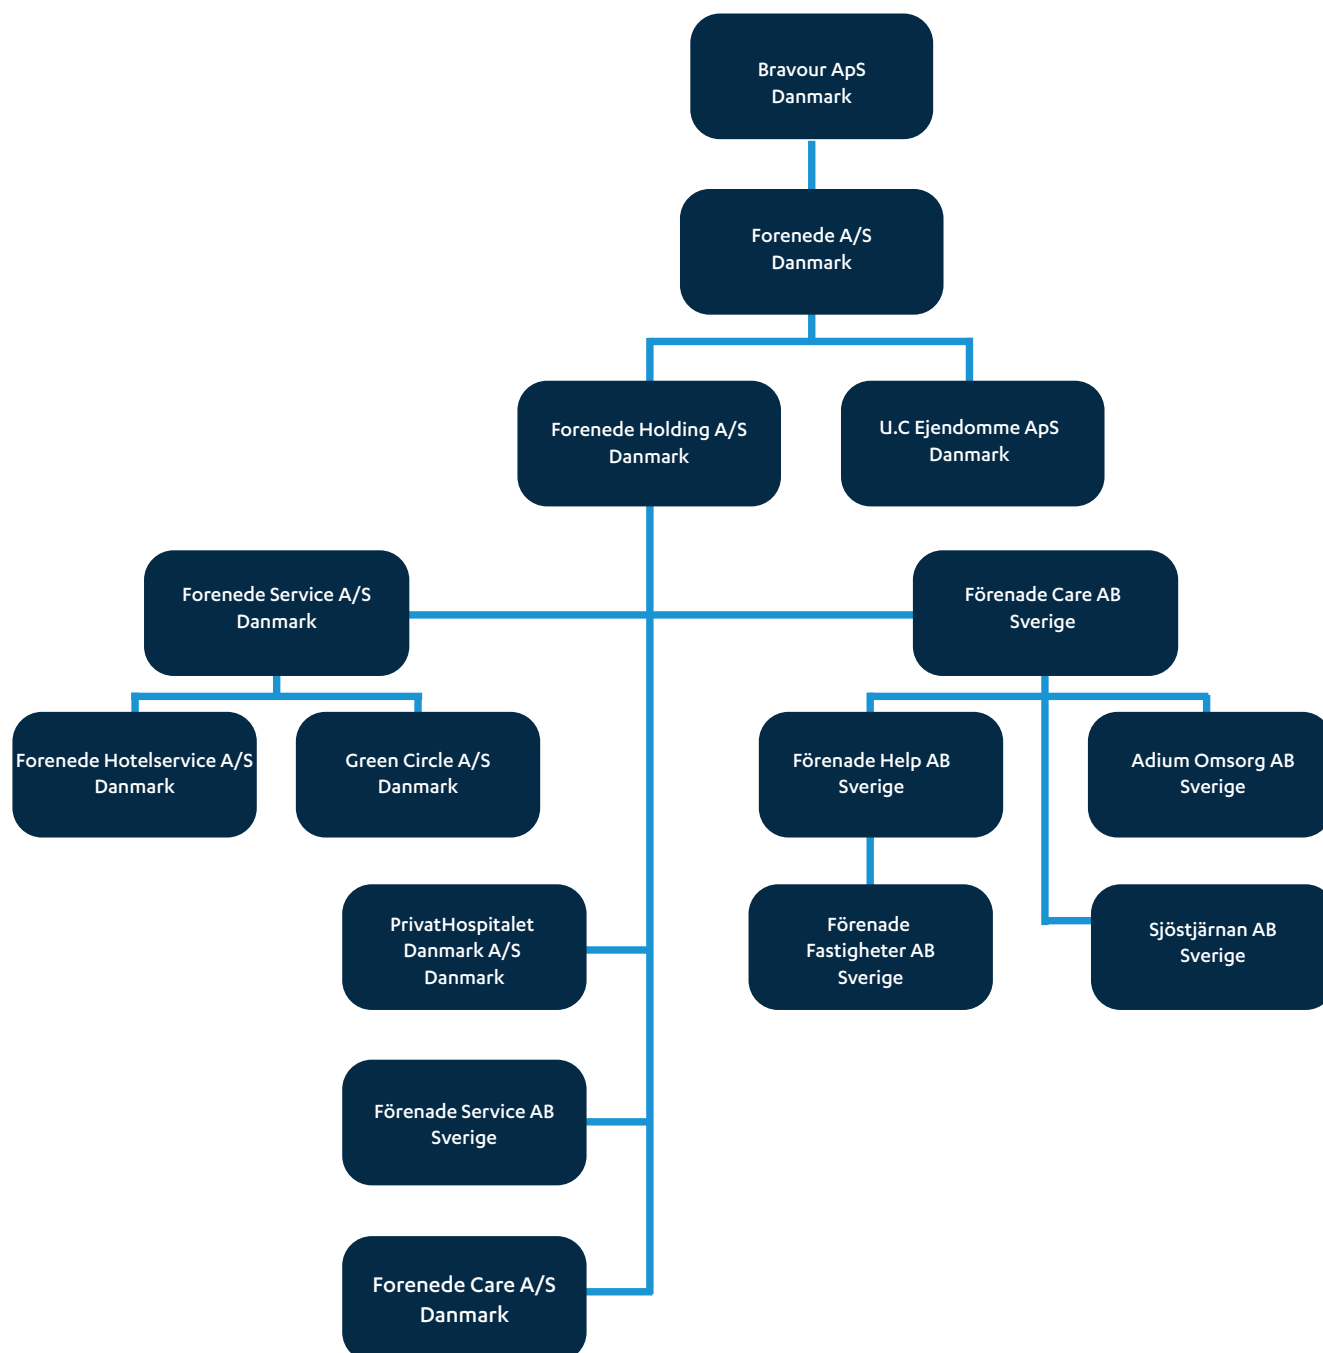 Bravour ApS
Danmark
Forenede A/S
Danmark
Forenede Holding A/S
Danmark
U.C Ejendomme ApS
Danmark
Forenede Service A/S
Danmark
Förenade Care AB
Sverige
Forenede Hotelservice A/S
Danmark
Green Circle A/S
Danmark
Förenade Help AB
Sverige
Adium Omsorg AB
Sverige
PrivatHospitalet
Danmark A/S
Danmark
Förenade
Fastigheter AB
Sverige
Sjöstjärnan AB
Sverige
Förenade Service AB
Sverige
Forenede Care A/S
Danmark